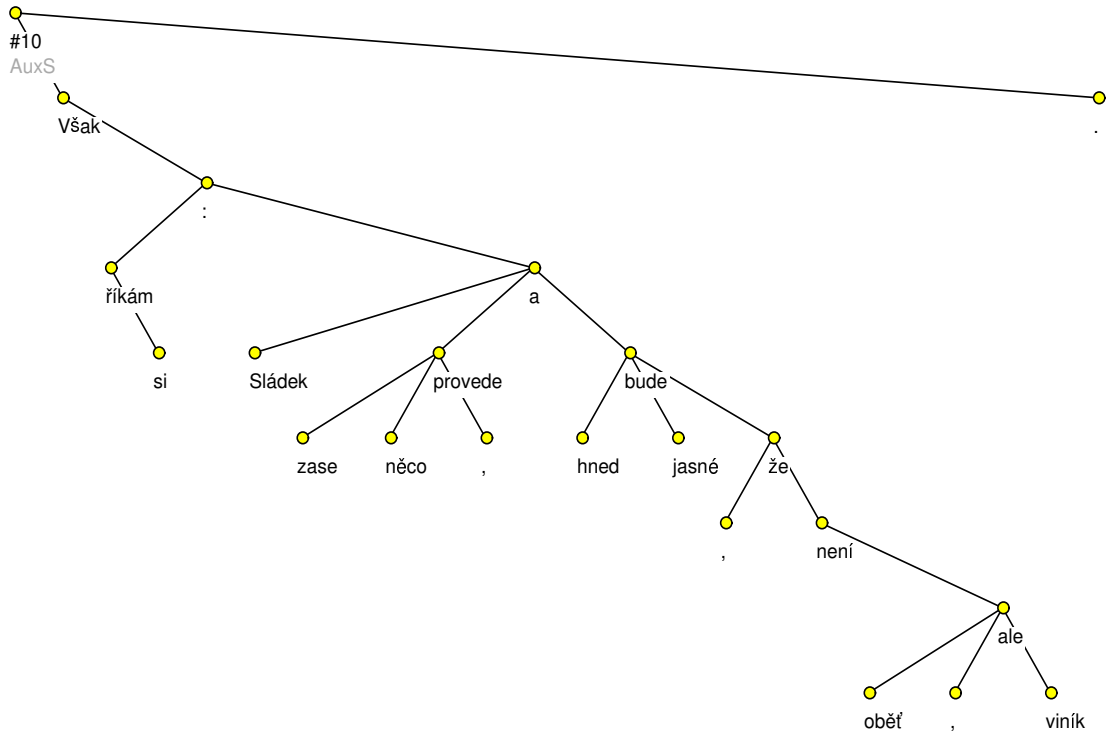 #10
AuxS
Však .
:
říkám a
si Sládek provede bude
zase něco , hned jasné že
, není
ale
oběť , viník